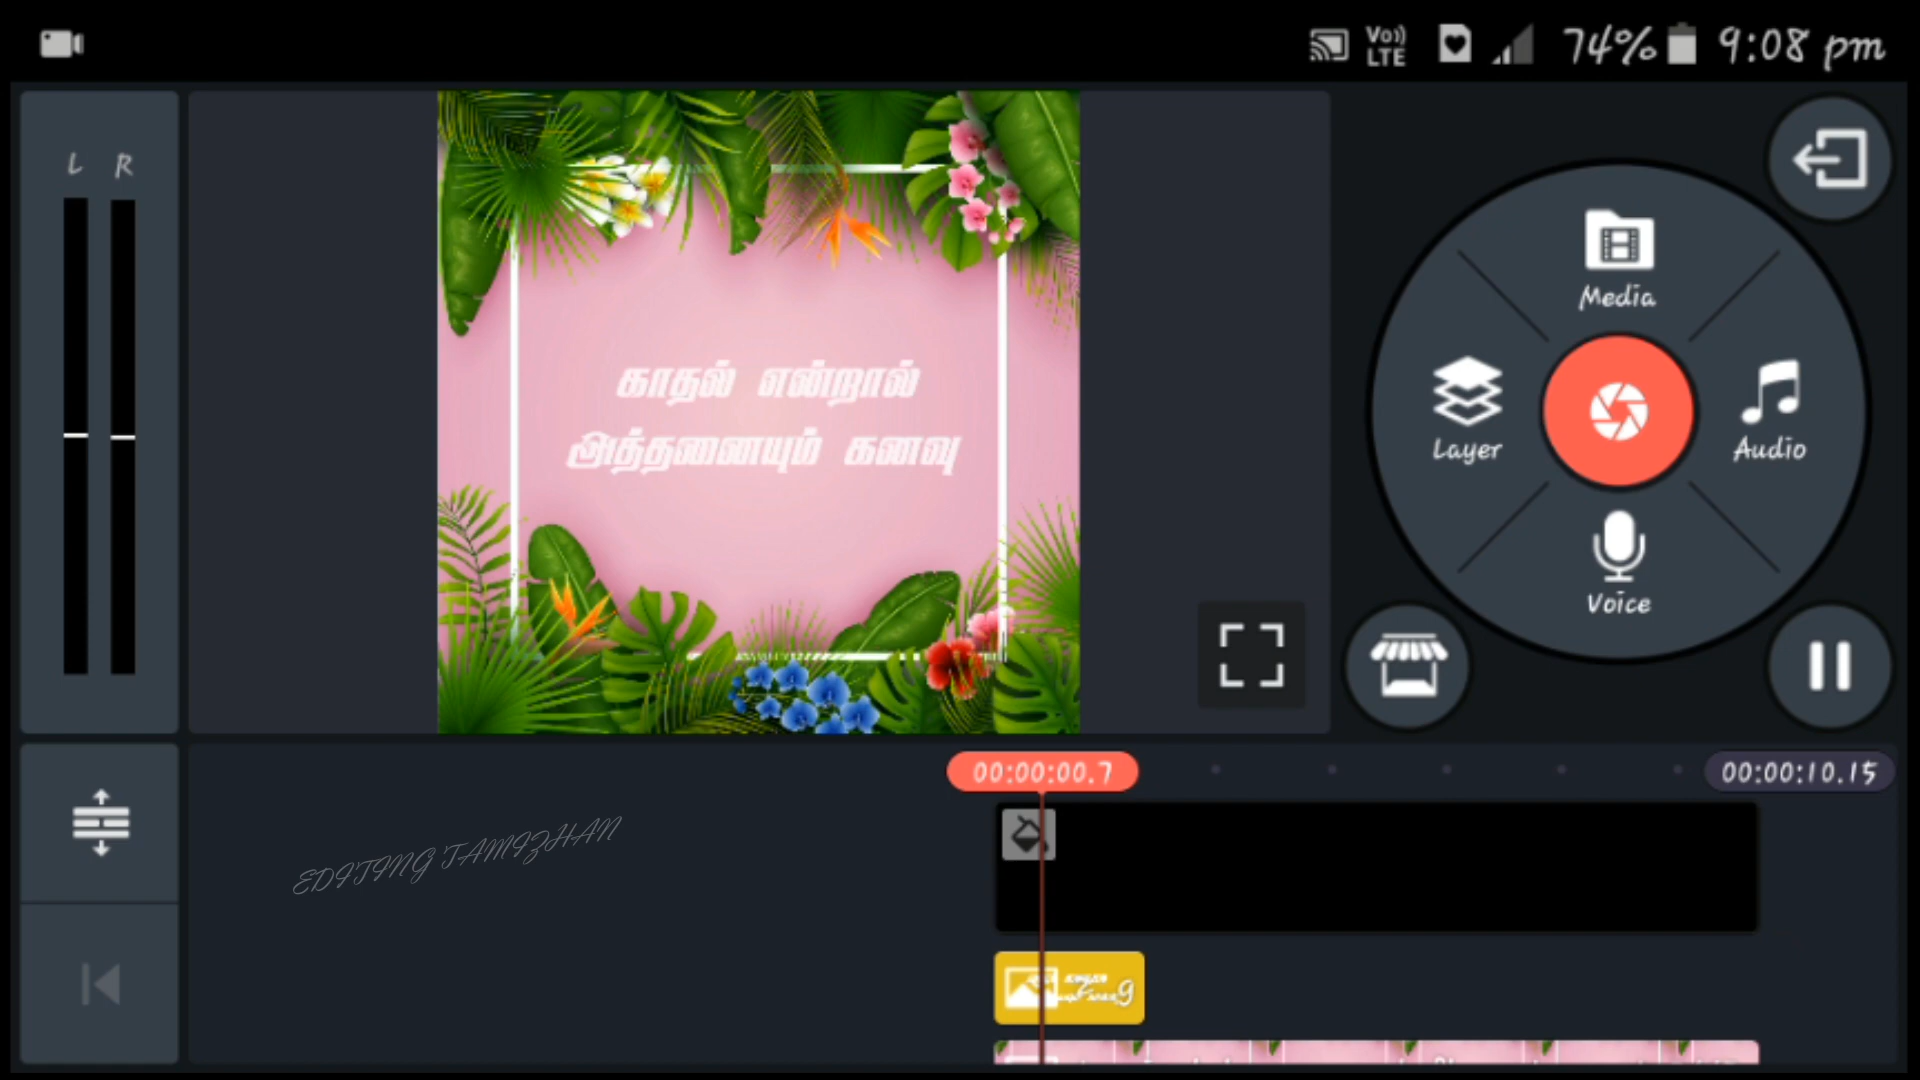 Vo)) LTE 74% 9:08 pm
L R
Media
காதல் என்றால்
அத்தனையும் கனவு
Layer
Audio
Voice
00:00:00.7
00:00:10.15
EDITING TAMIZHAN